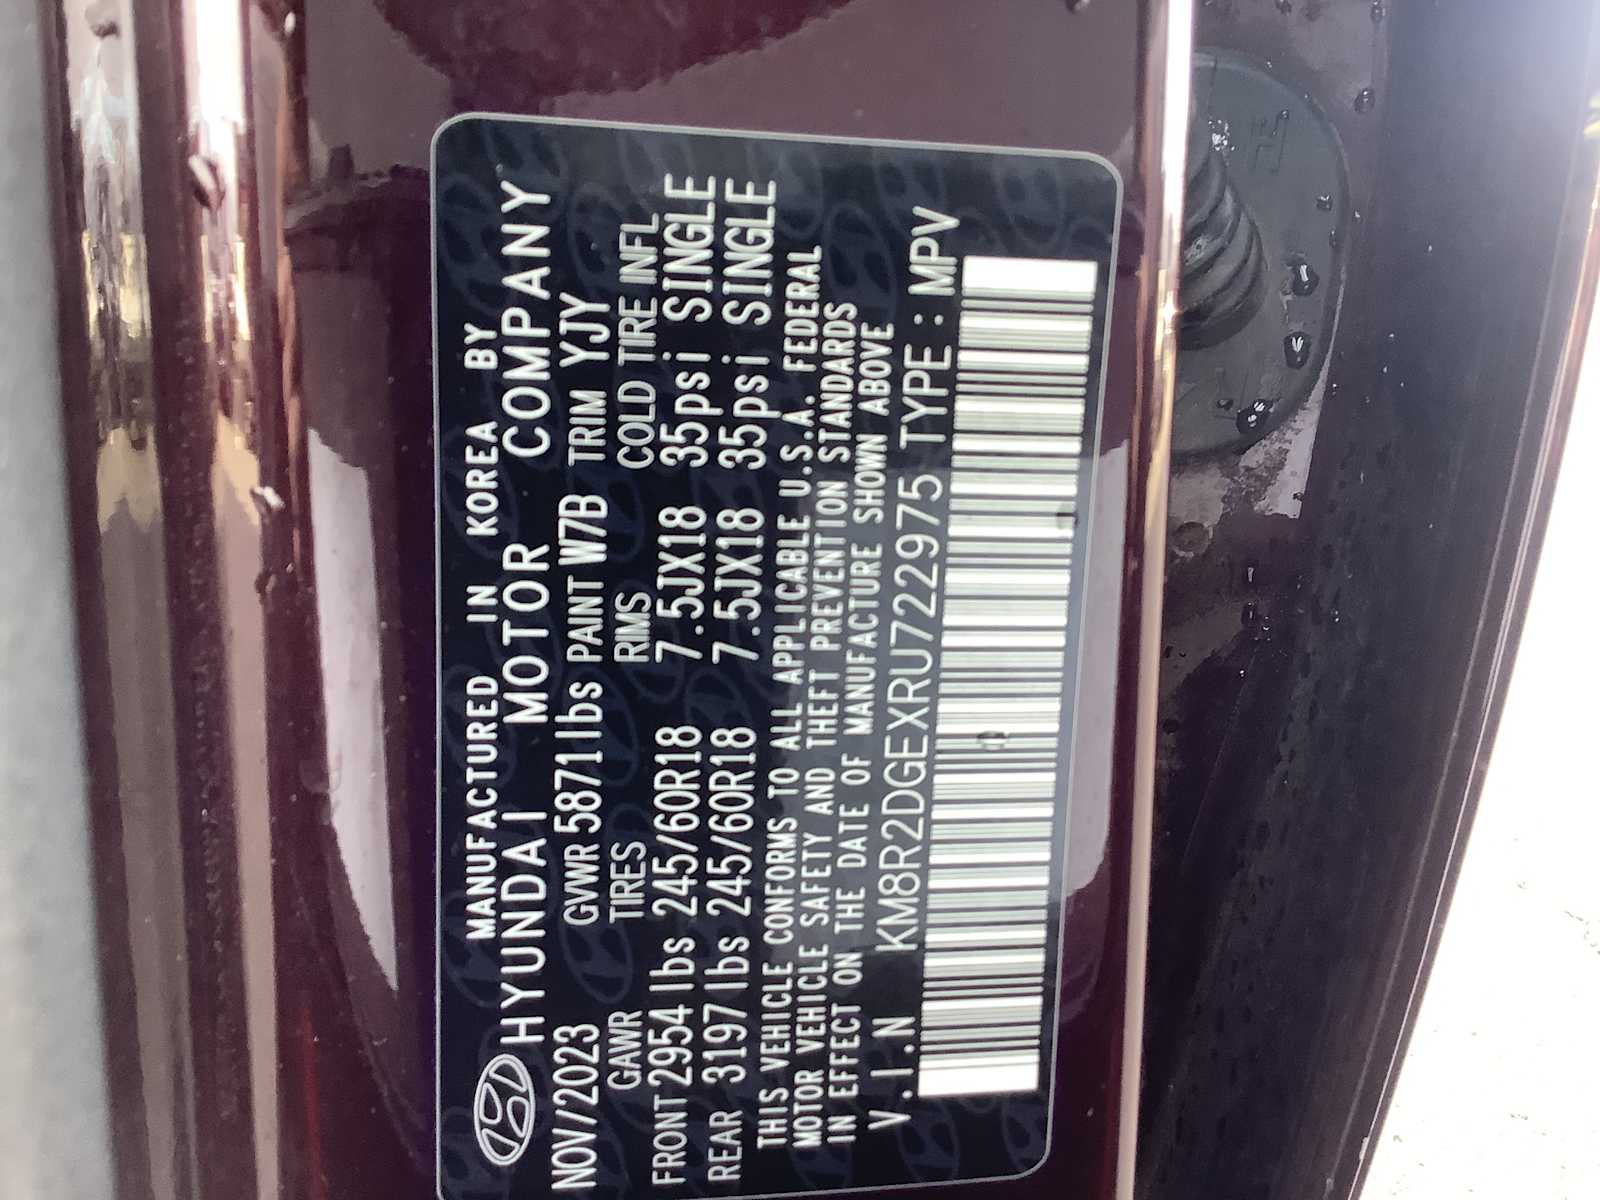 MANUFACTURED IN KOREA BY
HYUNDAI MOTOR COMPANY
NOV/2023 GVWR 5871lbs PAINT W7B TRIM YJY
GAWR TIRES RIMS COLD TIRE INFL
FRONT 2954 lbs 245/60R18 7.5JX18 35psi SINGLE
REAR 3197 lbs 245/60R18 7.5JX18 35psi SINGLE
THIS VEHICLE CONFORMS TO ALL APPLICABLE U.S.A. FEDERAL
MOTOR VEHICLE SAFETY AND THEFT PREVENTION STANDARDS
IN EFFECT ON THE DATE OF MANUFACTURE SHOWN ABOVE
V.I.N KM8R2DGEXRU722975 TYPE : MPV